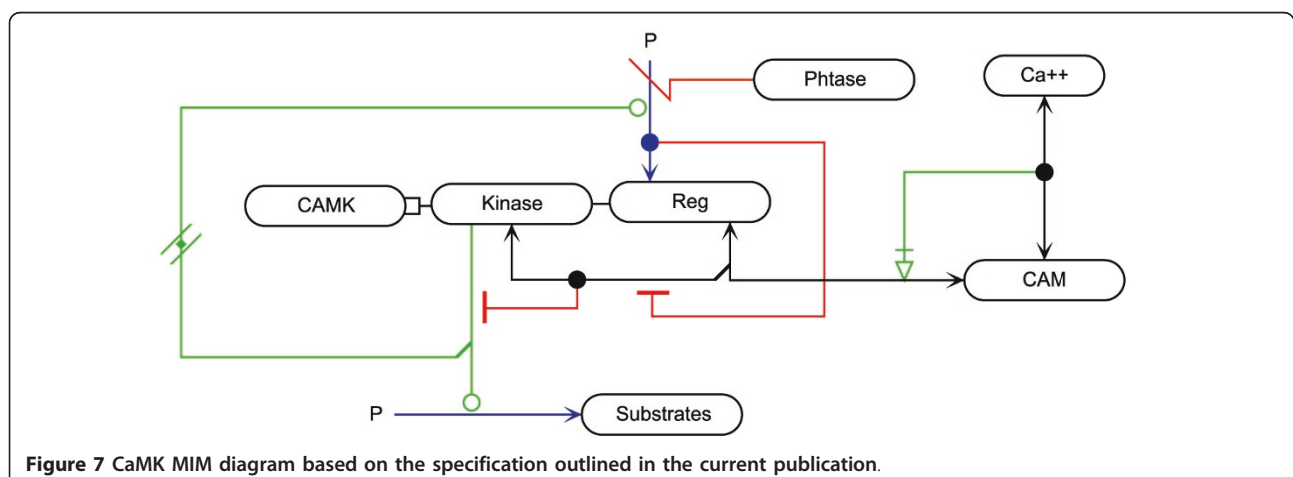 P
Phtase
Ca++
CAMK
Kinase
Reg
CAM
P
Substrates
Figure 7 CaMK MIM diagram based on the specification outlined in the current publication.